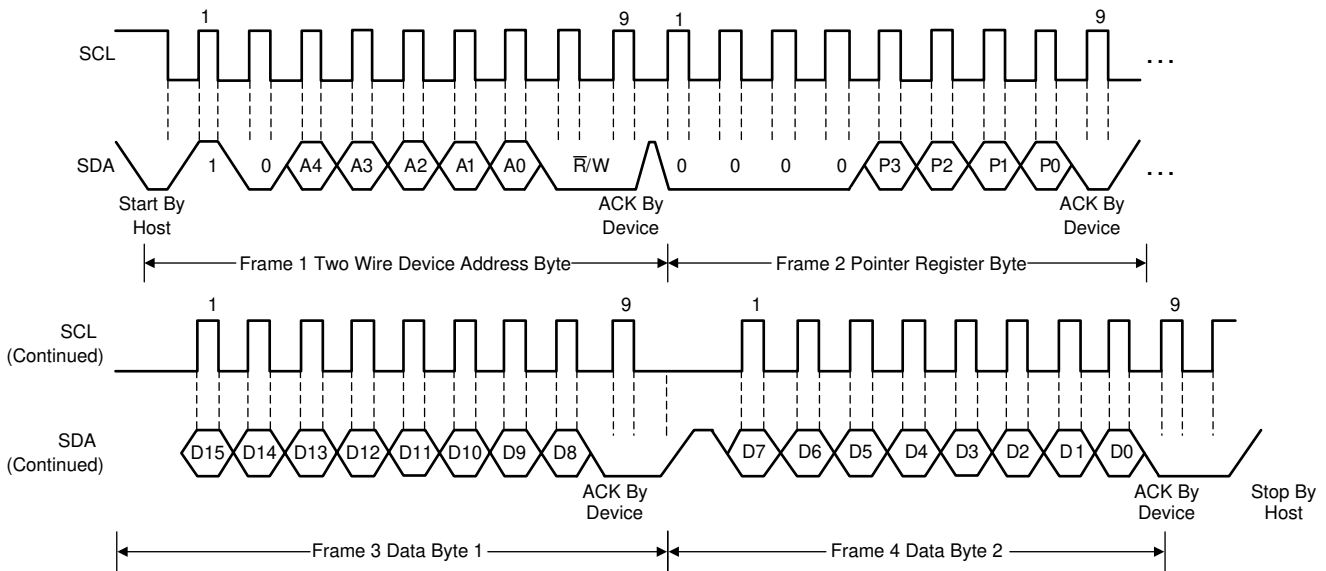 1 9 1 9
SCL ...
SDA 1 0 A4 A3 A2 A1 A0 R̅/W 0 0 0 0 P3 P2 P1 P0 ...
Start By
Host
ACK By
Device
ACK By
Device
Frame 1 Two Wire Device Address Byte
Frame 2 Pointer Register Byte
1 9 1 9
SCL
(Continued)
SDA
(Continued)
D15 D14 D13 D12 D11 D10 D9 D8 D7 D6 D5 D4 D3 D2 D1 D0
ACK By
Device
ACK By
Device
Stop By
Host
Frame 3 Data Byte 1
Frame 4 Data Byte 2